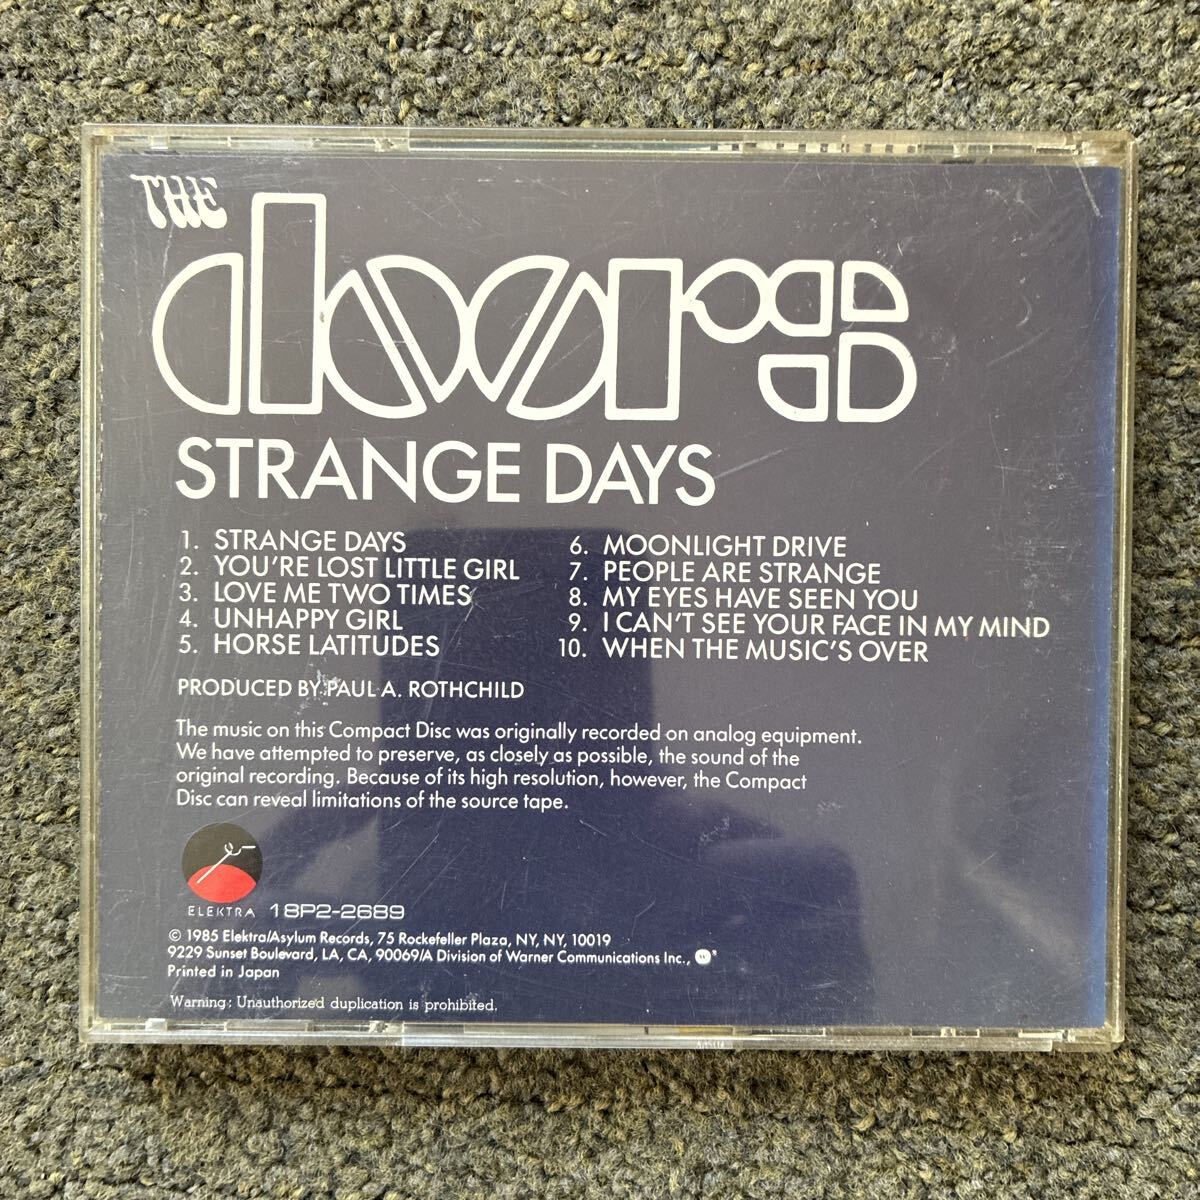 THE
doors
STRANGE DAYS
1. STRANGE DAYS
2. YOU'RE LOST LITTLE GIRL
3. LOVE ME TWO TIMES
4. UNHAPPY GIRL
5. HORSE LATITUDES
6. MOONLIGHT DRIVE
7. PEOPLE ARE STRANGE
8. MY EYES HAVE SEEN YOU
9. I CAN'T SEE YOUR FACE IN MY MIND
10. WHEN THE MUSIC'S OVER
PRODUCED BY PAUL A. ROTHCHILD
The music on this Compact Disc was originally recorded on analog equipment.
We have attempted to preserve, as closely as possible, the sound of the
original recording. Because of its high resolution, however, the Compact
Disc can reveal limitations of the source tape.
ELEKTRA 18P2-2689
© 1985 Elektra/Asylum Records, 75 Rockefeller Plaza, NY, NY, 10019
9229 Sunset Boulevard, LA, CA, 90069/A Division of Warner Communications Inc.,
Printed in Japan
Warning: Unauthorized duplication is prohibited.